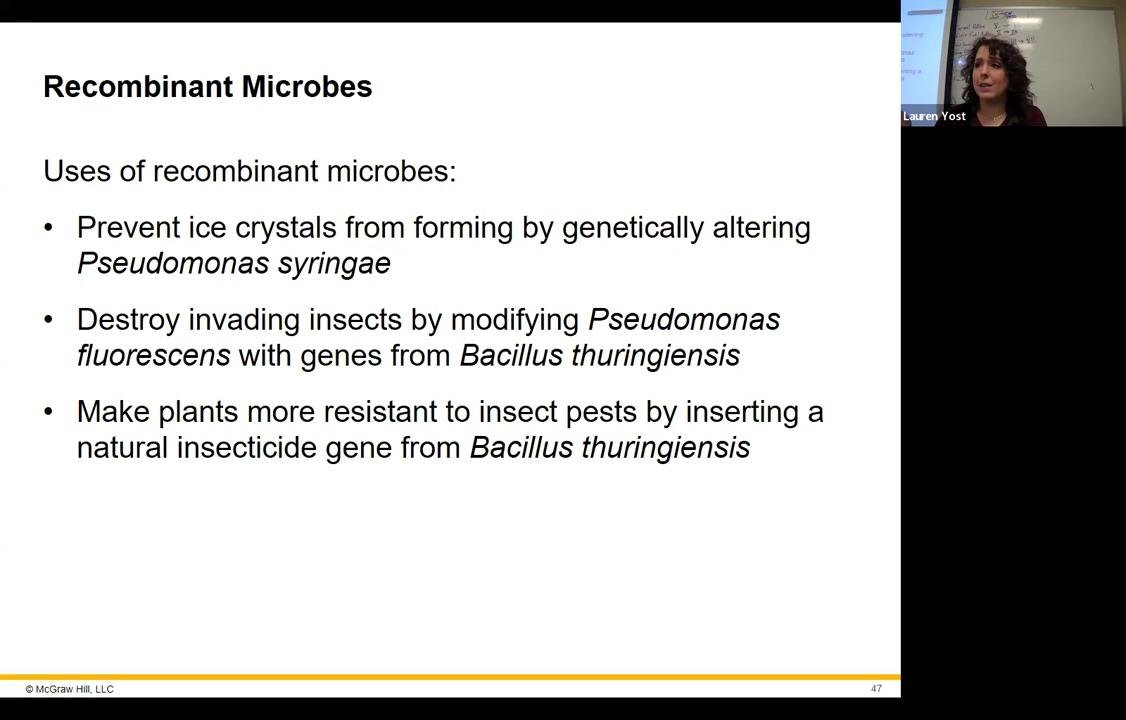 Recombinant Microbes
Uses of recombinant microbes:
• Prevent ice crystals from forming by genetically altering
Pseudomonas syringae
• Destroy invading insects by modifying Pseudomonas
fluorescens with genes from Bacillus thuringiensis
• Make plants more resistant to insect pests by inserting a
natural insecticide gene from Bacillus thuringiensis
© McGraw Hill, LLC
47
Lauren Yost